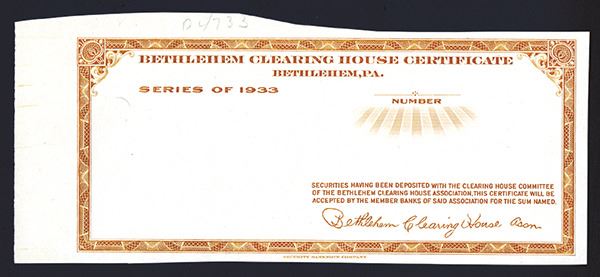 BETHLEHEM CLEARING HOUSE CERTIFICATE
BETHLEHEM, PA.
SERIES OF 1933
NUMBER
SECURITIES HAVING BEEN DEPOSITED WITH THE CLEARING HOUSE COMMITTEE
OF THE BETHLEHEM CLEARING HOUSE ASSOCIATION, THIS CERTIFICATE WILL BE
ACCEPTED BY THE MEMBER BANKS OF SAID ASSOCIATION FOR THE SUM NAMED.
Bethlehem Clearing House Assn
SECURITY BANKNOTE COMPANY